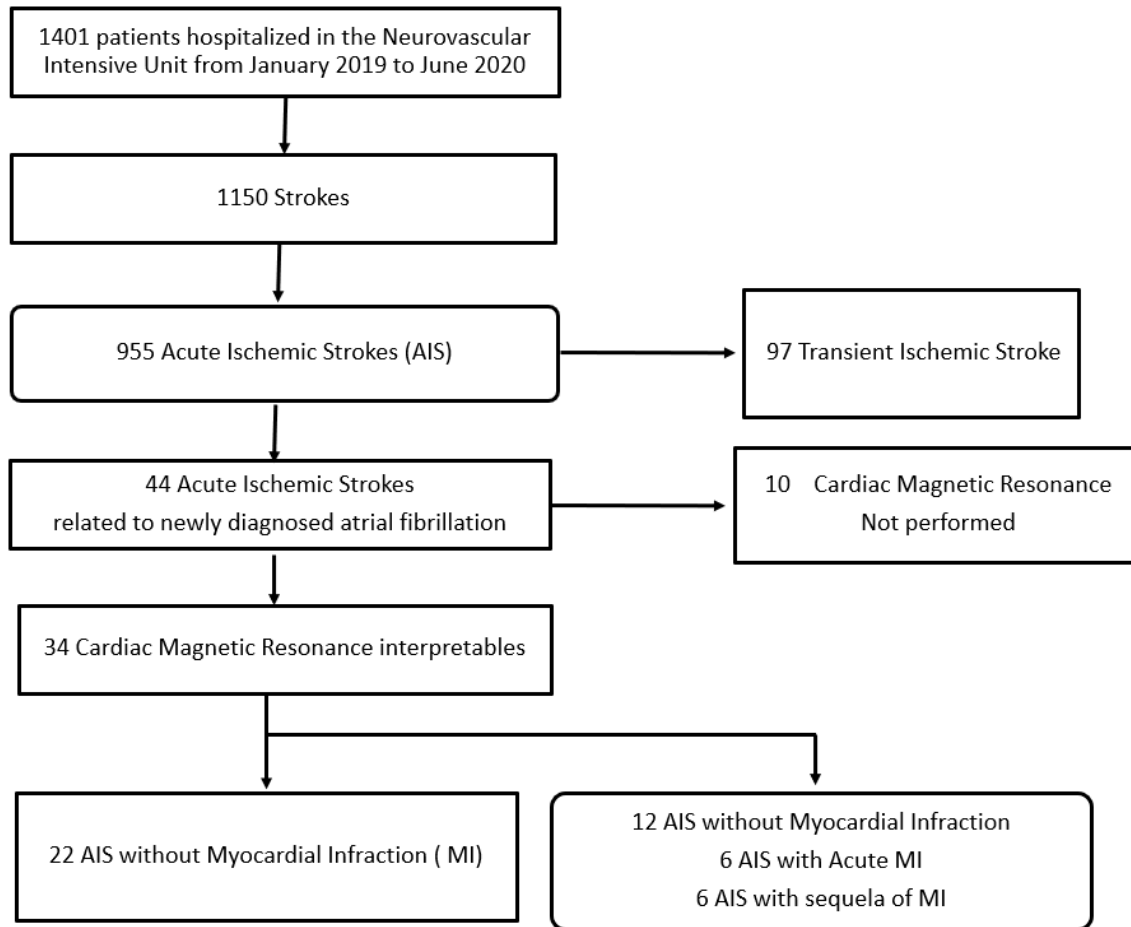 1401 patients hospitalized in the Neurovascular
Intensive Unit from January 2019 to June 2020
1150 Strokes
955 Acute Ischemic Strokes (AIS)
97 Transient Ischemic Stroke
44 Acute Ischemic Strokes
related to newly diagnosed atrial fibrillation
10 Cardiac Magnetic Resonance
Not performed
34 Cardiac Magnetic Resonance interpretables
22 AIS without Myocardial Infraction ( MI)
12 AIS without Myocardial Infraction
6 AIS with Acute MI
6 AIS with sequela of MI